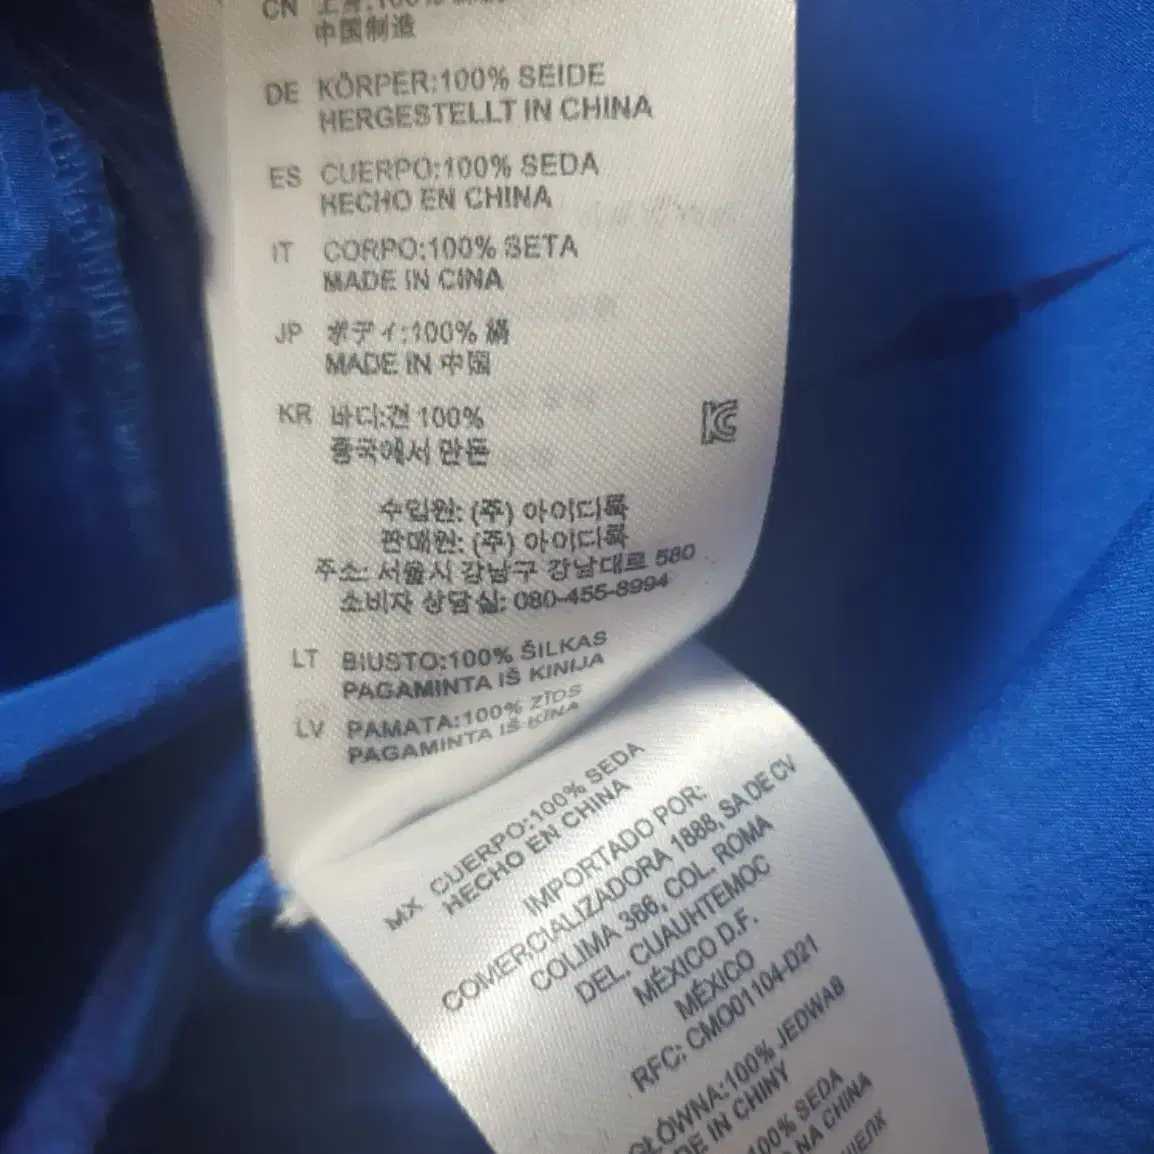 CN 上身:100%
中国制造
DE KÖRPER:100% SEIDE
HERGESTELLT IN CHINA
ES CUERPO:100% SEDA
HECHO EN CHINA
IT CORPO:100% SETA
MADE IN CINA
JP ボディ:100% 絹
MADE IN 中国
KR 바디:견 100%
중국에서 만든
수입원: (주) 아이디룩
판매원: (주) 아이디룩
주소: 서울시 강남구 강남대로 580
소비자 상담실: 080-455-8994
LT BIUSTO:100% ŠILKAS
PAGAMINTA IŠ KINIJA
LV PAMATA:100% ZĪDS
PAGAMINTA IŠ KINA
MX CUERPO:100% SEDA
HECHO EN CHINA
IMPORTADO POR:
COMERCIALIZADORA 1888, SA DE CV
COLIMA 366, COL. ROMA
DEL. CUAUHTEMOC
MÉXICO D.F.
MÉXICO
RFC: CMO01104-D21
GŁÓWNA:100% JEDWAB
DE IN CHINY
100% SEDA
NA CHINA